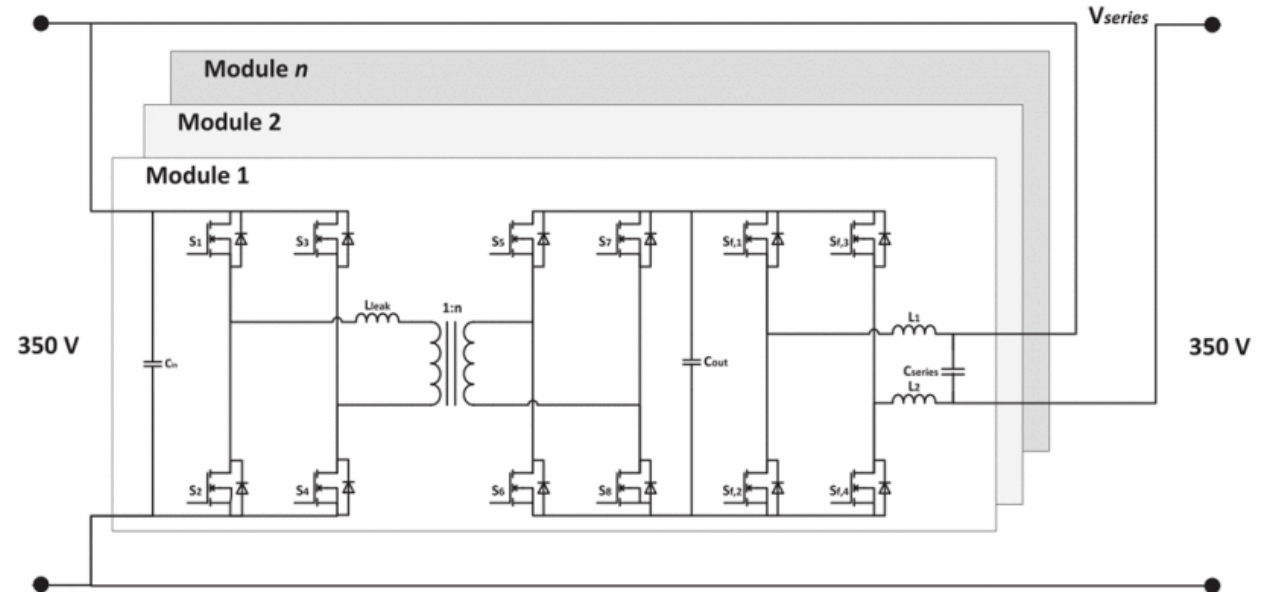 Vseries
Module n
Module 2
Module 1
S1
S3
S5
S7
Sf,1
Sf,3
Lleak
1:n
L1
350 V
Cin
Cout
Cseries
350 V
L2
S2
S4
S6
S8
Sf,2
Sf,4